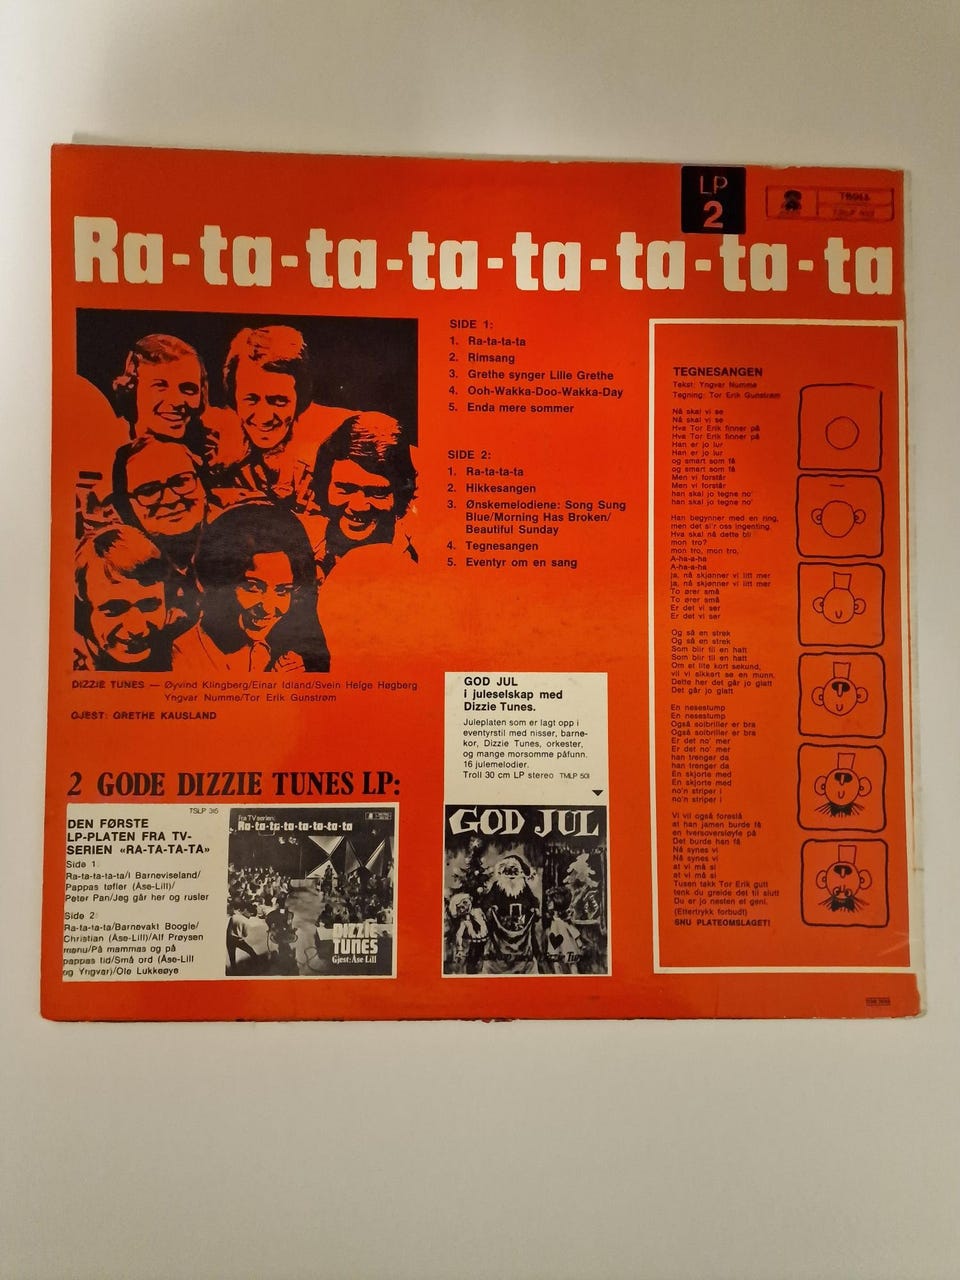 LP
2
TROLL
Ra-ta-ta-ta-ta-ta-ta-ta
SIDE 1:
1. Ra-ta-ta-ta
2. Rimsang
3. Grethe synger Lille Grethe
4. Ooh-Wakka-Doo-Wakka-Day
5. Enda mere sommer
SIDE 2:
1. Ra-ta-ta-ta
2. Hikkesangen
3. Ønskemelodiene: Song Sung
Blue/Morning Has Broken/
Beautiful Sunday
4. Tegnesangen
5. Eventyr om en sang
DIZZIE TUNES — Øyvind Klingberg/Einar Idland/Svein Helge Høgberg
Yngvar Numme/Tor Erik Gunstrøm
GJEST: GRETHE KAUSLAND
2 GODE DIZZIE TUNES LP:
TSLP 315
DEN FØRSTE
LP-PLATEN FRA TV-
SERIEN «RA-TA-TA-TA»
Side 1:
Ra-ta-ta-ta-ta/I Barneviseland/
Pappas tøfler (Åse-Lill)/
Peter Pan/Jeg går her og rusler
Side 2:
Ra-ta-ta-ta/Barnevakt Boogie/
Christian (Åse-Lill)/Alf Prøysen
menu/På mammas og på
pappas tid/Små ord (Åse-Lill
og Yngvar)/Ole Lukkeøye
Fra TV serien:
Ra-ta-ta-ta-ta-ta-ta-ta
DIZZIE
TUNES
Gjest: Åse Lill
GOD JUL
i juleselskap med
Dizzie Tunes.
Juleplaten som er lagt opp i
eventyrstil med nisser, barne-
kor, Dizzie Tunes, orkester,
og mange morsomme påfunn.
16 julemelodier.
Troll 30 cm LP stereo TMLP 501
GOD JUL
TEGNESANGEN
Tekst: Yngvar Numme
Tegning: Tor Erik Gunstrøm
Nå skal vi se
Nå skal vi se
Hva Tor Erik finner på
Hva Tor Erik finner på
Han er jo lur
Han er jo lur
og smart som få
og smart som få
Men vi forstår
Men vi forstår
han skal jo tegne no'
han skal jo tegne no'
Han begynner med en ring,
men det si'r oss ingenting.
Hva skal nå dette bli
mon tro?
mon tro, mon tro,
A-ha-a-ha
A-ha-a-ha
ja, nå skjønner vi litt mer
ja, nå skjønner vi litt mer
To ører små
To ører små
Er det vi ser
Er det vi ser
Og så en strek
Og så en strek
Som blir til en hatt
Som blir til en hatt
Om et lite kort sekund,
vil vi sikkert se en munn.
Dette her det går jo glatt
Det går jo glatt
En nesestump
En nesestump
Også solbriller er bra
Også solbriller er bra
Er det no' mer
Er det no' mer
han trenger da
han trenger da
En skjorte med
En skjorte med
no'n striper i
no'n striper i
Vi vil også foreslå
at han jamen burde få
en tversoversløyfe på
Det burde han få
Nå synes vi
Nå synes vi
at vi må si
at vi må si
Tusen takk Tor Erik gutt
tenk du greide det til slutt
Du er jo nesten et geni.
(Ettertrykk forbudt)
SNU PLATEOMSLAGET!